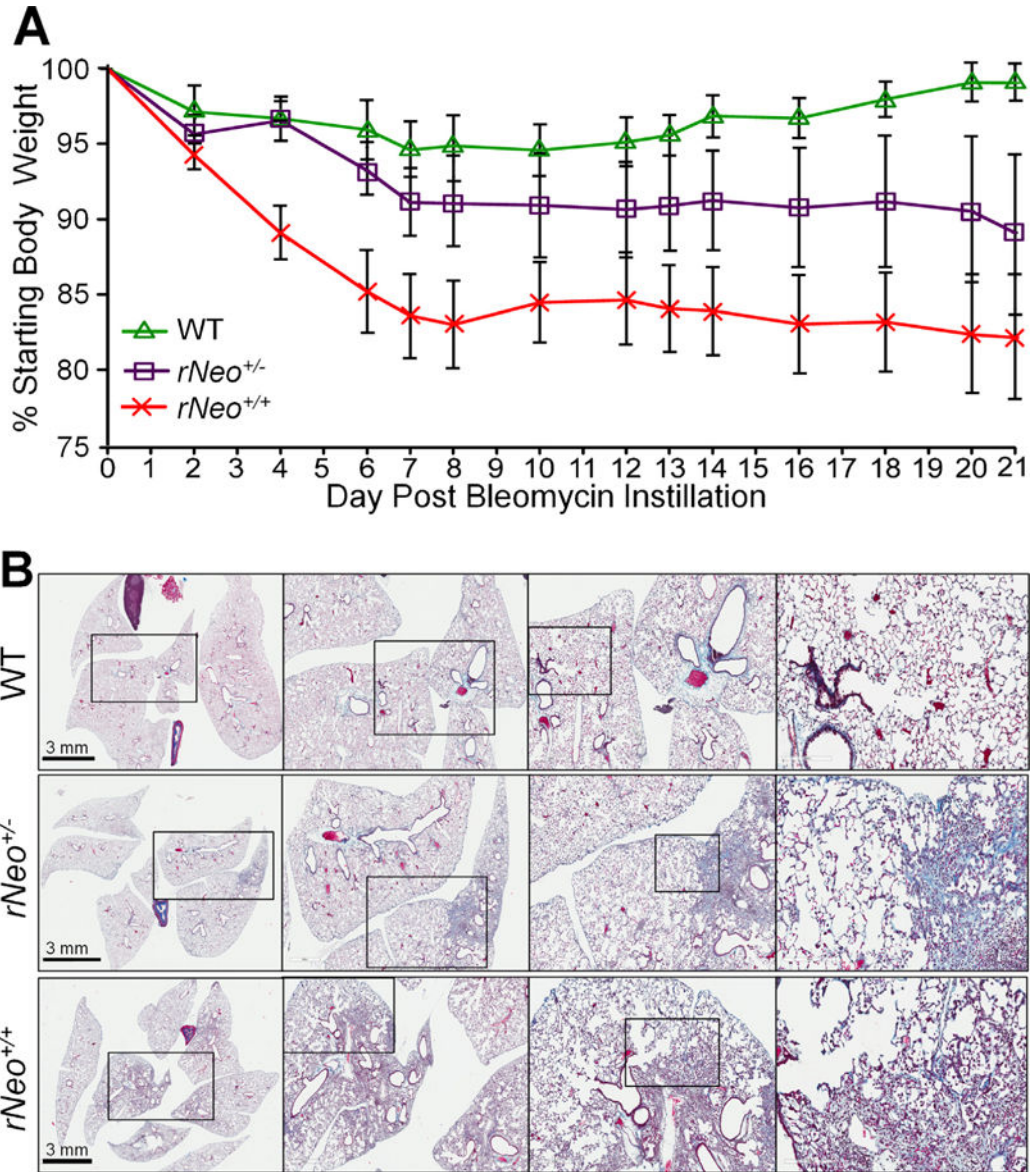 A
% Starting Body Weight
100
95
90
85
80
75
WT
rNeo+/-
rNeo+/+
0 1 2 3 4 5 6 7 8 9 10 11 12 13 14 15 16 17 18 19 20 21
Day Post Bleomycin Instillation
B
WT
3 mm
rNeo+/-
3 mm
rNeo+/+
3 mm